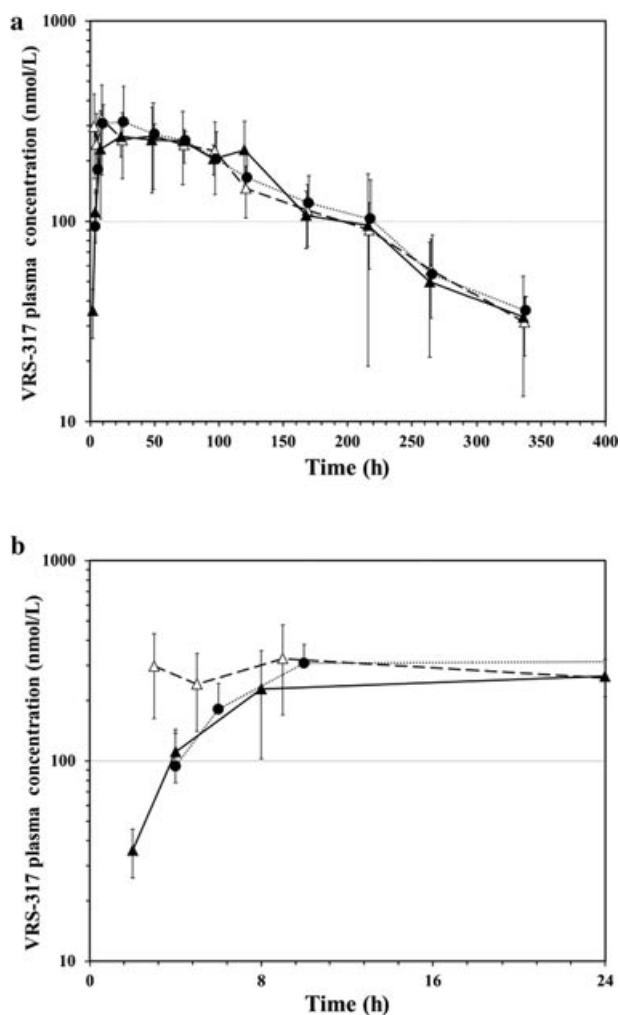 a
VRS-317 plasma concentration (nmol/L)
1000
100
10
0 50 100 150 200 250 300 350 400
Time (h)
b
VRS-317 plasma concentration (nmol/L)
1000
100
10
0 8 16 24
Time (h)